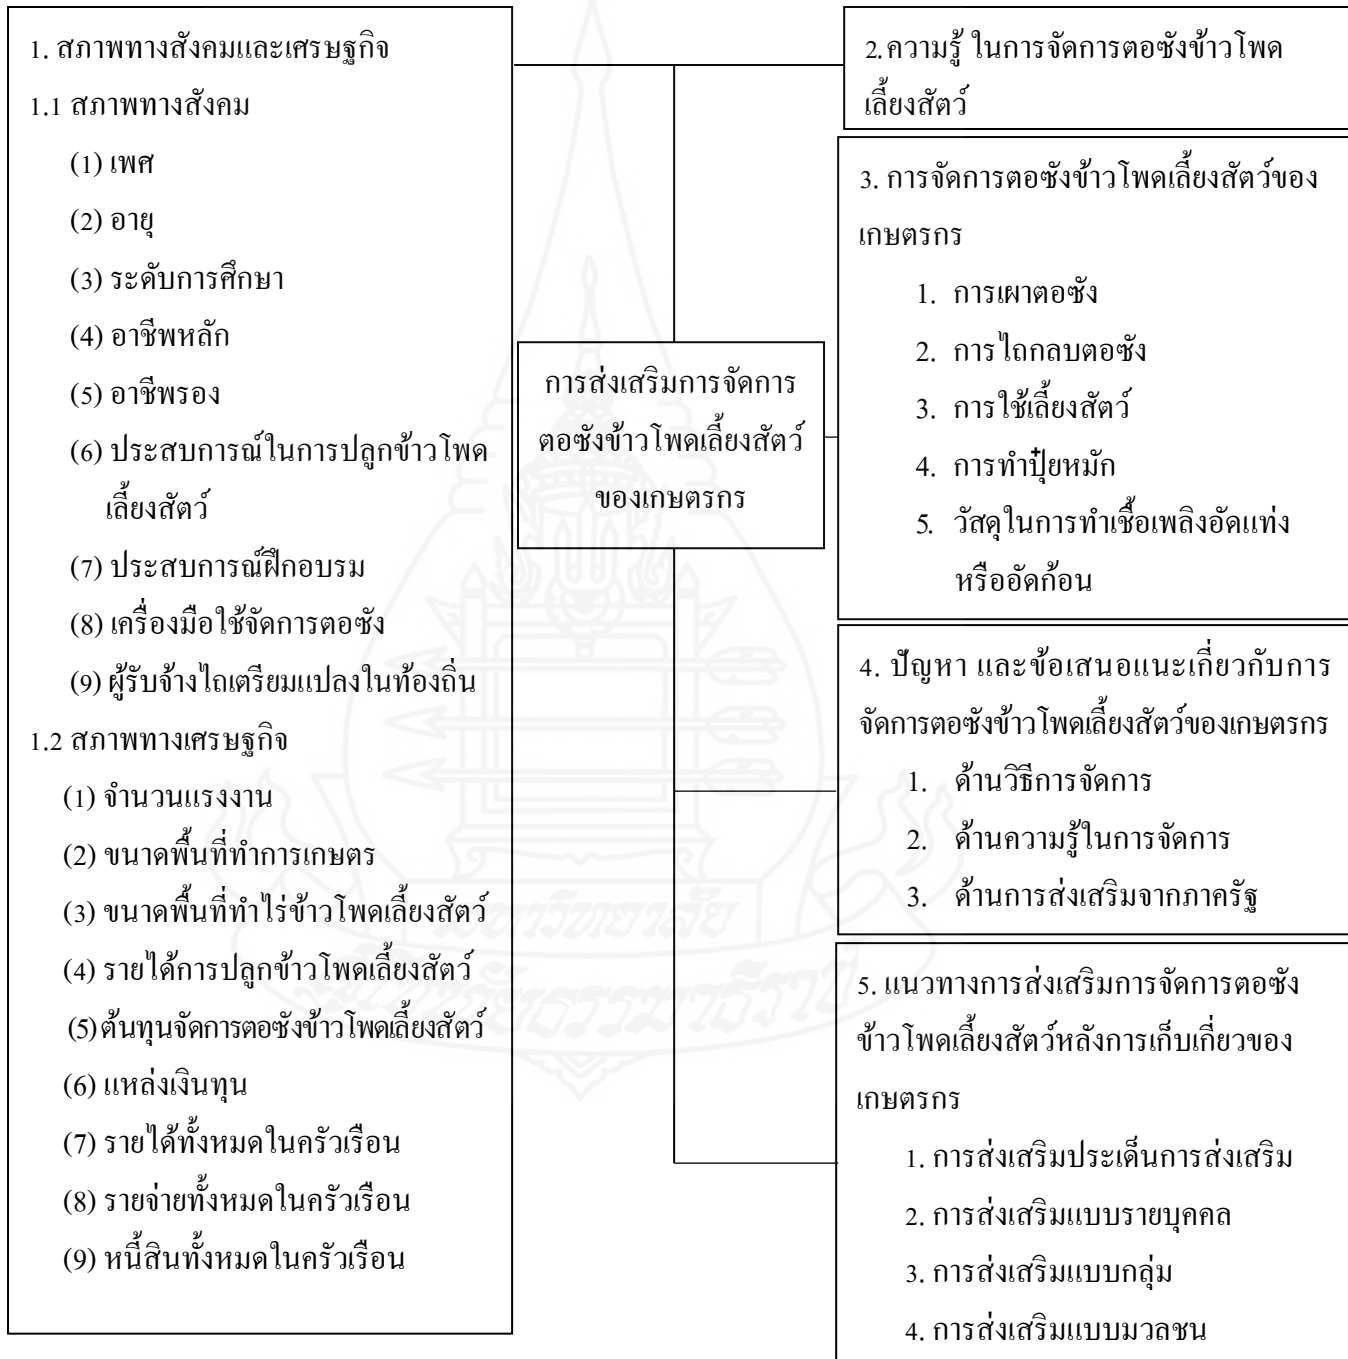 1. สภาพทางสังคมและเศรษฐกิจ
1.1 สภาพทางสังคม
(1) เพศ
(2) อายุ
(3) ระดับการศึกษา
(4) อาชีพหลัก
(5) อาชีพรอง
(6) ประสบการณ์ในการปลูกข้าวโพด
เลี้ยงสัตว์
(7) ประสบการณ์ฝึกอบรม
(8) เครื่องมือใช้จัดการตอซัง
(9) ผู้รับจ้างไถเตรียมแปลงในท้องถิ่น
1.2 สภาพทางเศรษฐกิจ
(1) จำนวนแรงงาน
(2) ขนาดพื้นที่ทำการเกษตร
(3) ขนาดพื้นที่ทำไร่ข้าวโพดเลี้ยงสัตว์
(4) รายได้การปลูกข้าวโพดเลี้ยงสัตว์
(5) ต้นทุนจัดการตอซังข้าวโพดเลี้ยงสัตว์
(6) แหล่งเงินทุน
(7) รายได้ทั้งหมดในครัวเรือน
(8) รายจ่ายทั้งหมดในครัวเรือน
(9) หนี้สินทั้งหมดในครัวเรือน
การส่งเสริมการจัดการ
ตอซังข้าวโพดเลี้ยงสัตว์
ของเกษตรกร
2. ความรู้ ในการจัดการตอซังข้าวโพด
เลี้ยงสัตว์
3. การจัดการตอซังข้าวโพดเลี้ยงสัตว์ของ
เกษตรกร
1. การเผาตอซัง
2. การไถกลบตอซัง
3. การใช้เลี้ยงสัตว์
4. การทำปุ๋ยหมัก
5. วัสดุในการทำเชื้อเพลิงอัดแท่ง
หรืออัดก้อน
4. ปัญหา และข้อเสนอแนะเกี่ยวกับการ
จัดการตอซังข้าวโพดเลี้ยงสัตว์ของเกษตรกร
1. ด้านวิธีการจัดการ
2. ด้านความรู้ในการจัดการ
3. ด้านการส่งเสริมจากภาครัฐ
5. แนวทางการส่งเสริมการจัดการตอซัง
ข้าวโพดเลี้ยงสัตว์หลังการเก็บเกี่ยวของ
เกษตรกร
1. การส่งเสริมประเด็นการส่งเสริม
2. การส่งเสริมแบบรายบุคคล
3. การส่งเสริมแบบกลุ่ม
4. การส่งเสริมแบบมวลชน
มหาวิทยาลัย
สุโขทัยธรรมาธิราช